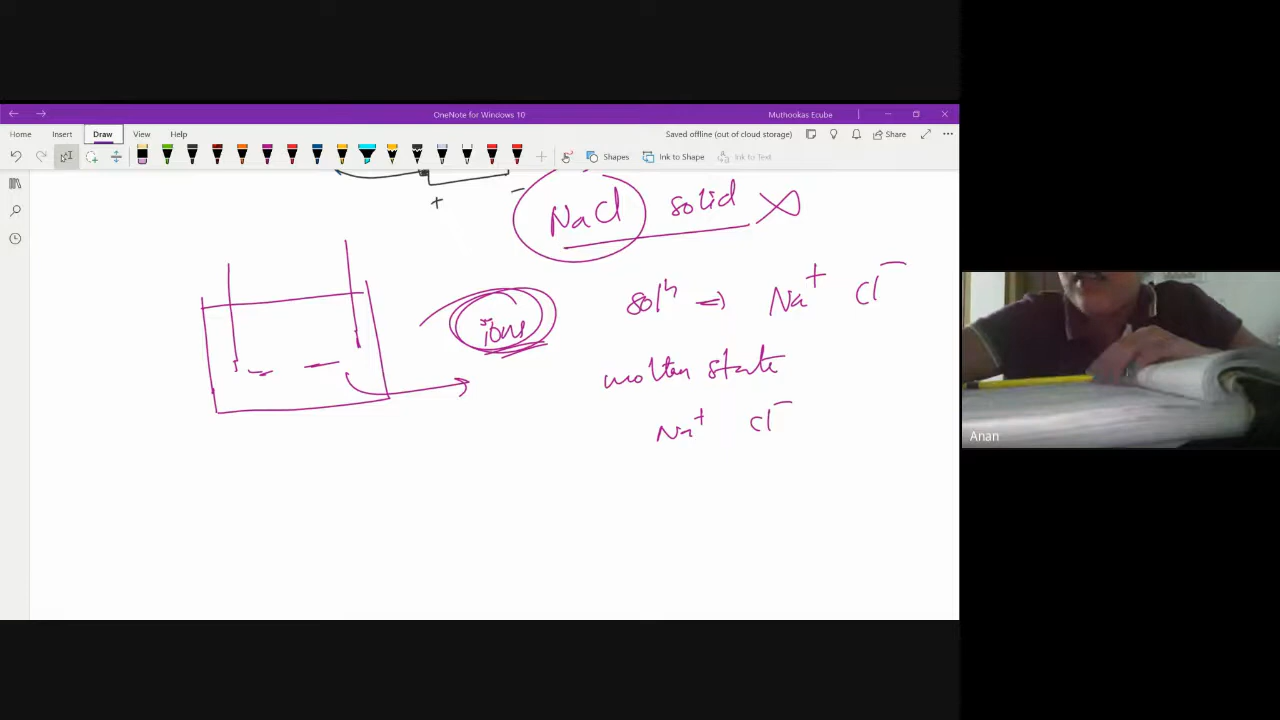 OneNote for Windows 10
Muthookas Ecube
Home Insert Draw View Help
Saved offline (out of cloud storage)
Share
Shapes
Ink to Shape
Ink to Text
+
−
NaCl solid
ions
solⁿ ⇒ Na⁺ Cl⁻
molten state
Na⁺ Cl⁻
Anan